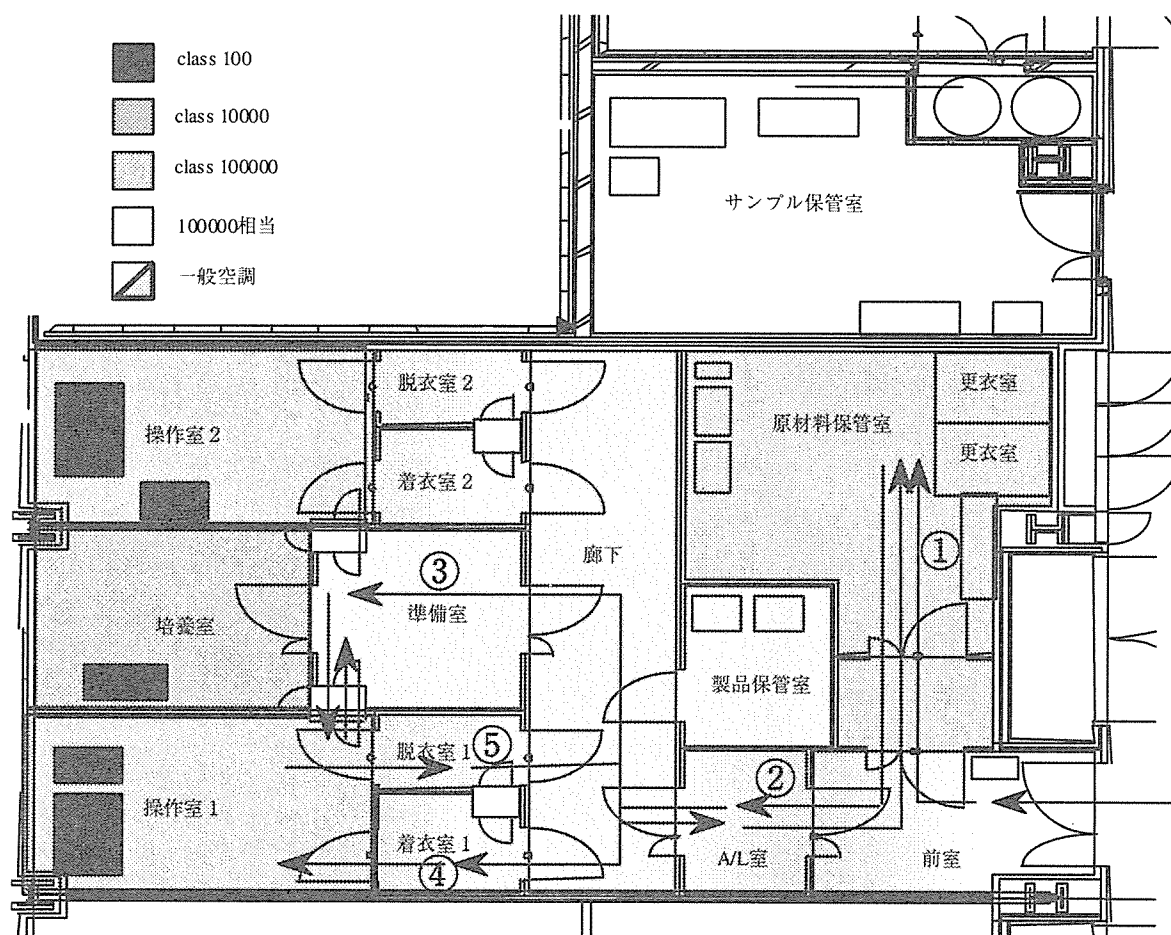 class 100
class 10000
class 100000
100000相当
一般空調
サンプル保管室
脱衣室 2
操作室 2
着衣室 2
原材料保管室
更衣室
更衣室
廊下
①
③
準備室
培養室
製品保管室
脱衣室 1
⑤
②
操作室 1
着衣室 1
④
A/L室
前室